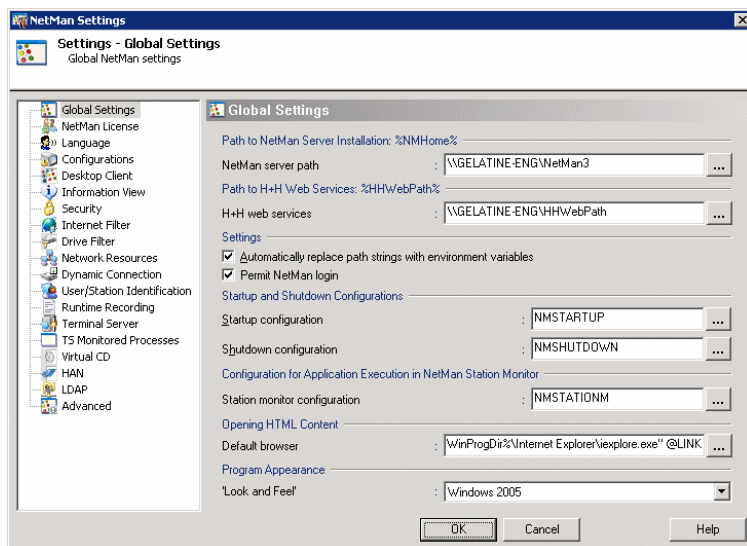 NetMan Settings
Settings - Global Settings
Global NetMan settings
Global Settings
NetMan License
Language
Configurations
Desktop Client
Information View
Security
Internet Filter
Drive Filter
Network Resources
Dynamic Connection
User/Station Identification
Runtime Recording
Terminal Server
TS Monitored Processes
Virtual CD
HAN
LDAP
Advanced
Global Settings
Path to NetMan Server Installation: %NMHome%
NetMan server path : \\GELATINE-ENG\NetMan3 ...
Path to H+H Web Services: %HHWebPath%
H+H web services : \\GELATINE-ENG\HHWebPath ...
Settings
Automatically replace path strings with environment variables
Permit NetMan login
Startup and Shutdown Configurations
Startup configuration : NMSTARTUP ...
Shutdown configuration : NMSHUTDOWN ...
Configuration for Application Execution in NetMan Station Monitor
Station monitor configuration : NMSTATIONM ...
Opening HTML Content
Default browser : WinProgDir%\Internet Explorer\iexplore.exe" @LINK ...
Program Appearance
'Look and Feel' : Windows 2005
OK Cancel Help